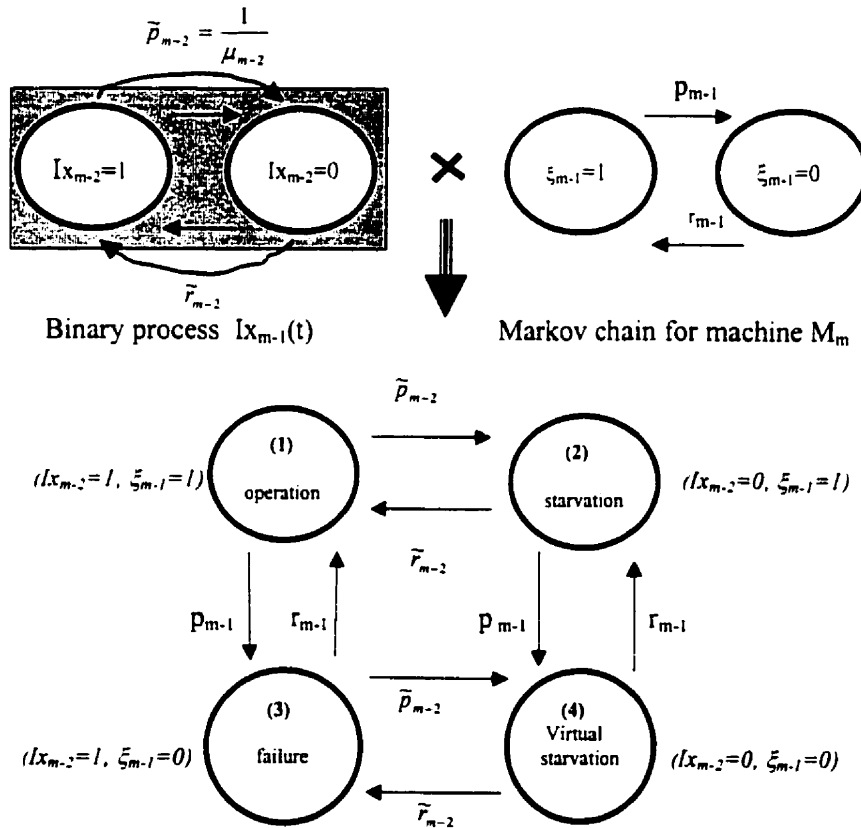 p̃ₘ₋₂ = 1/μₘ₋₂
Ixₘ₋₂=1
Ixₘ₋₂=0
×
pₘ₋₁
ξₘ₋₁=1
ξₘ₋₁=0
rₘ₋₁
r̃ₘ₋₂
Binary process Ixₘ₋₁(t)
Markov chain for machine Mₘ
p̃ₘ₋₂
(1)
operation
(2)
starvation
(Ixₘ₋₂=1, ξₘ₋₁=1)
(Ixₘ₋₂=0, ξₘ₋₁=1)
r̃ₘ₋₂
pₘ₋₁
rₘ₋₁
pₘ₋₁
rₘ₋₁
p̃ₘ₋₂
(3)
failure
(4)
Virtual
starvation
(Ixₘ₋₂=1, ξₘ₋₁=0)
(Ixₘ₋₂=0, ξₘ₋₁=0)
r̃ₘ₋₂